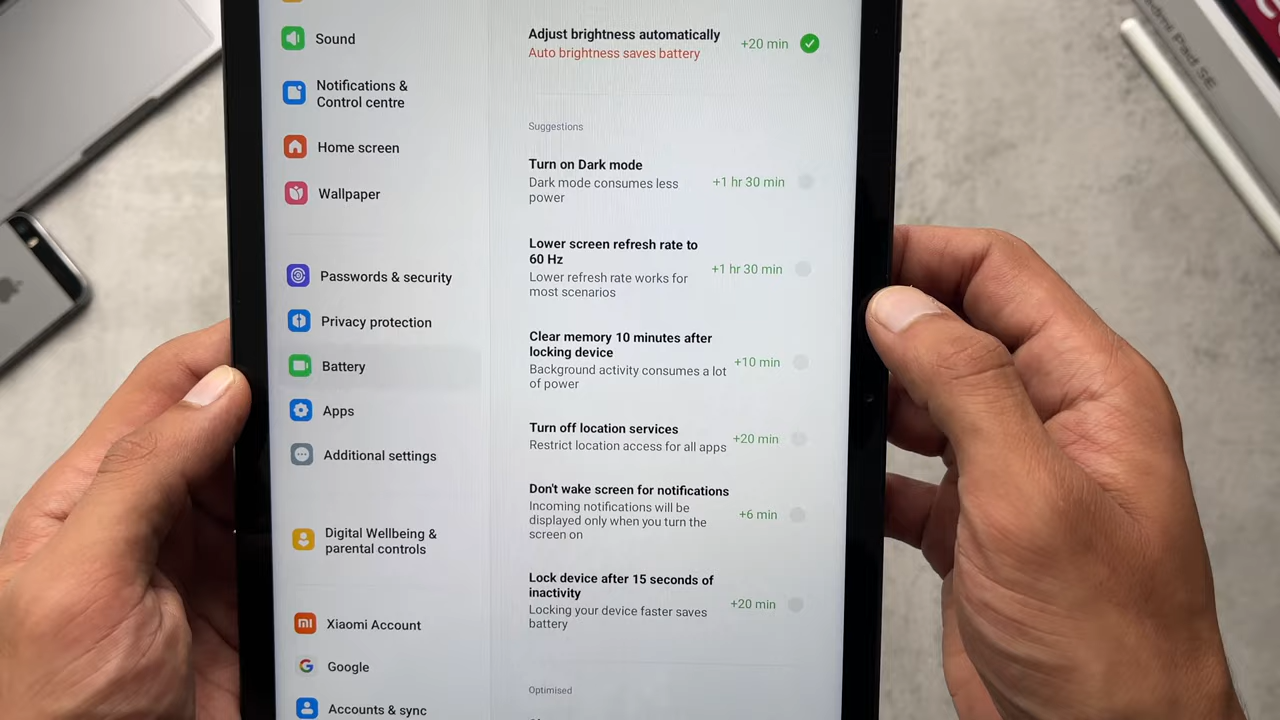 Sound
Notifications &
Control centre
Home screen
Wallpaper
Passwords & security
Privacy protection
Battery
Apps
Additional settings
Digital Wellbeing &
parental controls
Xiaomi Account
Google
Accounts & sync
Adjust brightness automatically
Auto brightness saves battery
+20 min
Suggestions
Turn on Dark mode
Dark mode consumes less
power
+1 hr 30 min
Lower screen refresh rate to
60 Hz
Lower refresh rate works for
most scenarios
+1 hr 30 min
Clear memory 10 minutes after
locking device
Background activity consumes a lot
of power
+10 min
Turn off location services
Restrict location access for all apps
+20 min
Don't wake screen for notifications
Incoming notifications will be
displayed only when you turn the
screen on
+6 min
Lock device after 15 seconds of
inactivity
Locking your device faster saves
battery
+20 min
Optimised
Redmi Pad SE